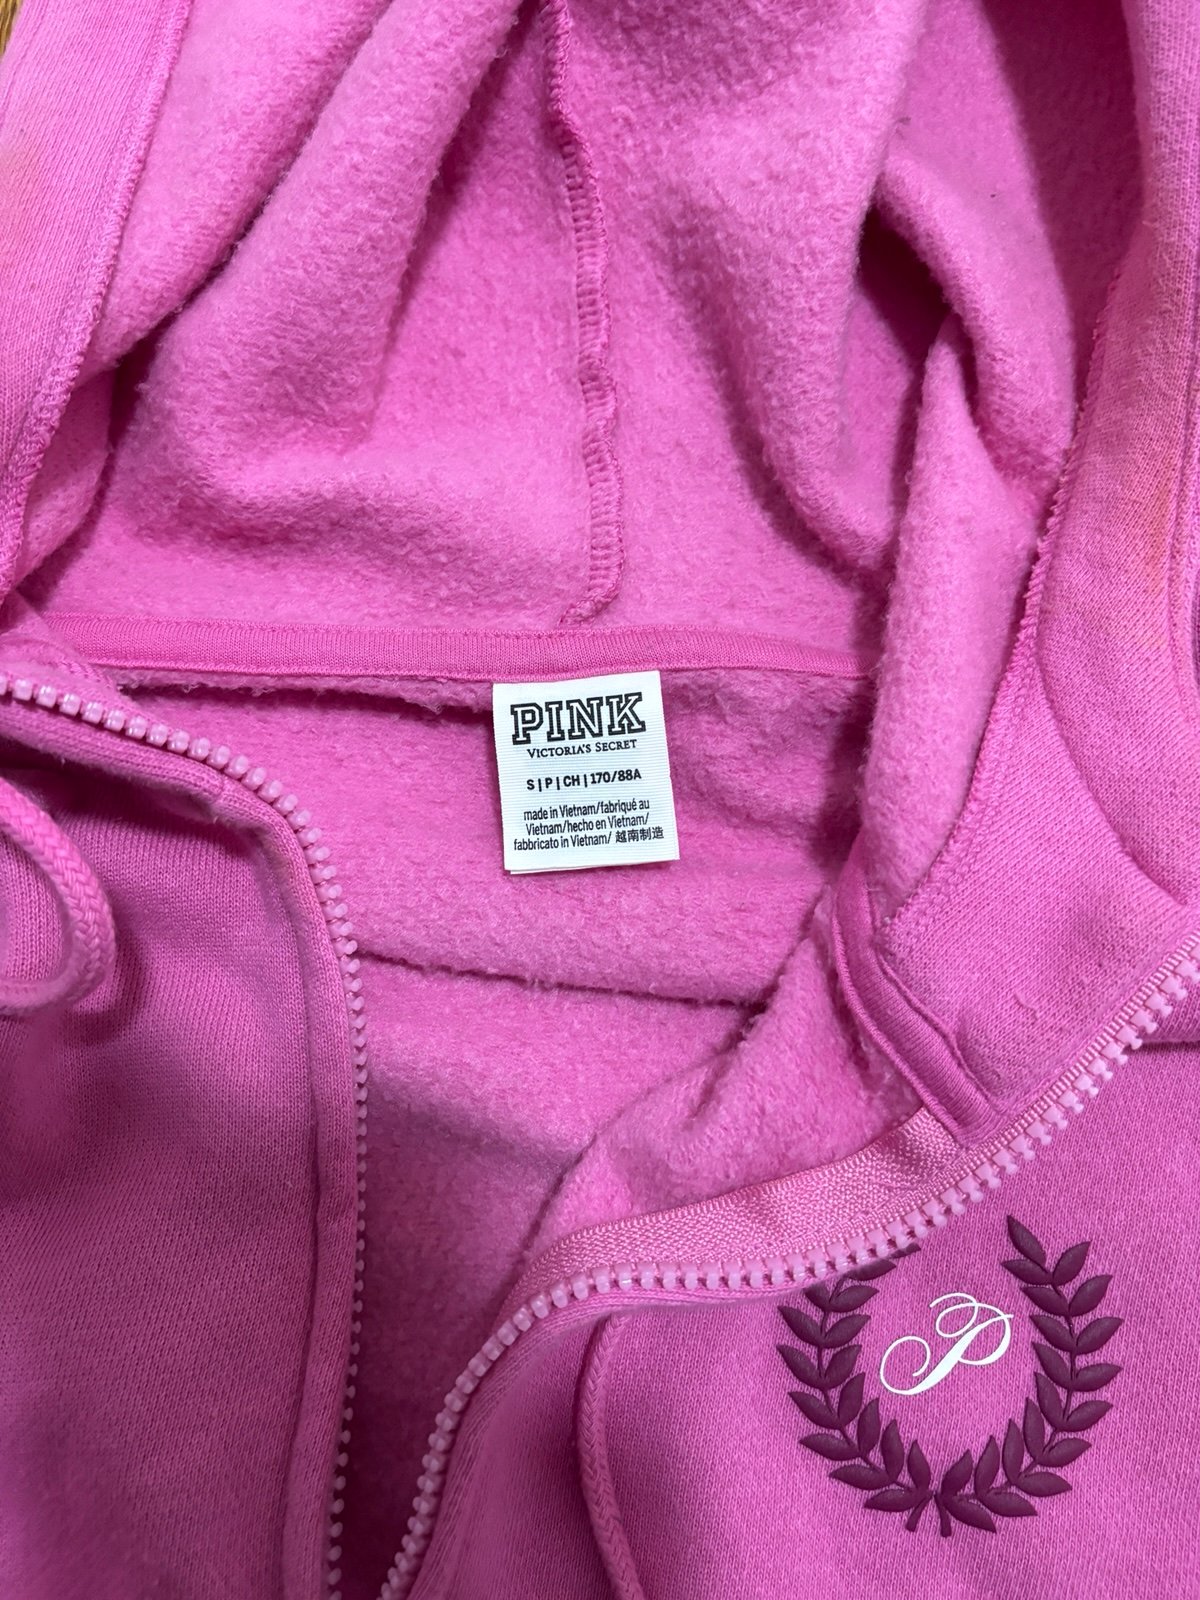 PINK
VICTORIA'S SECRET
S|P|CH|170/88A
made in Vietnam/fabriqué au
Vietnam/hecho en Vietnam/
fabbricato in Vietnam/ 越南制造
P